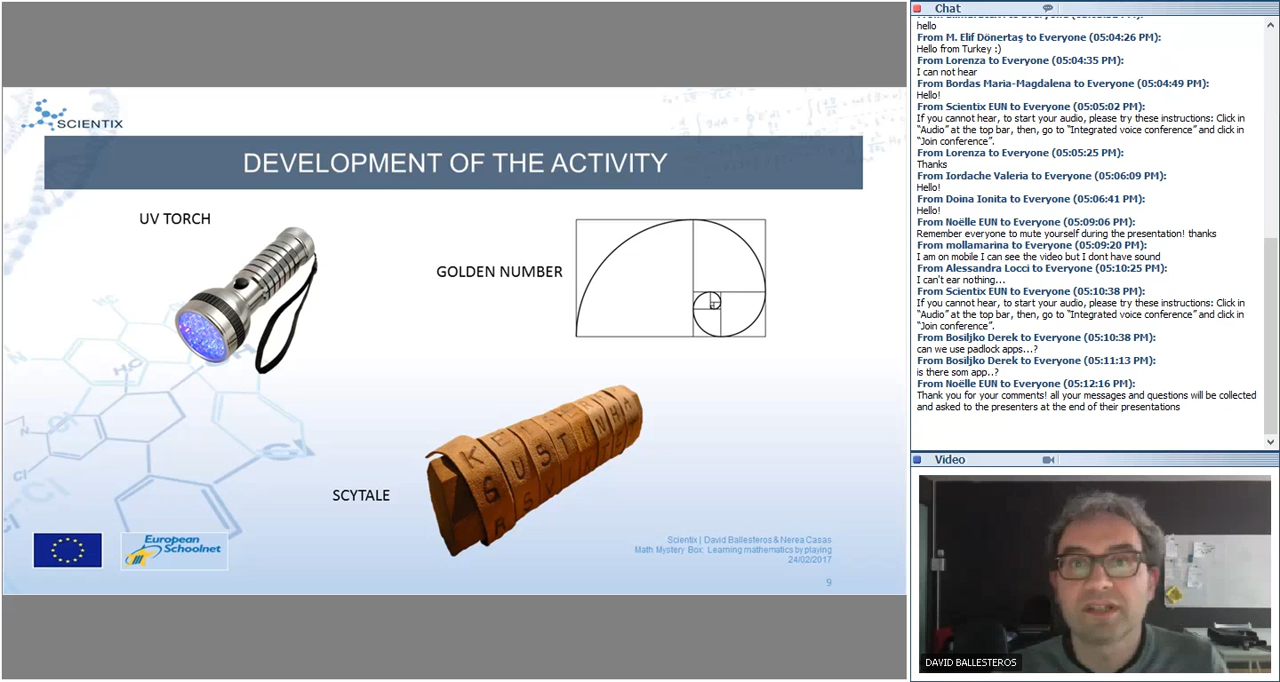 SCIENTIX
DEVELOPMENT OF THE ACTIVITY
UV TORCH
GOLDEN NUMBER
SCYTALE
European
Schoolnet
Scientix | David Ballesteros & Nerea Casas
Math Mystery Box: Learning mathematics by playing
24/02/2017
9
Chat
hello
From M. Elif Dönertaş to Everyone (05:04:26 PM):
Hello from Turkey :)
From Lorenza to Everyone (05:04:35 PM):
I can not hear
From Bordas Maria-Magdalena to Everyone (05:04:49 PM):
Hello!
From Scientix EUN to Everyone (05:05:02 PM):
If you cannot hear, to start your audio, please try these instructions: Click in
"Audio" at the top bar, then, go to "Integrated voice conference" and click in
"Join conference".
From Lorenza to Everyone (05:05:25 PM):
Thanks
From Iordache Valeria to Everyone (05:06:09 PM):
Hello!
From Doina Ionita to Everyone (05:06:41 PM):
Hello!
From Noëlle EUN to Everyone (05:09:06 PM):
Remember everyone to mute yourself during the presentation! thanks
From mollamarina to Everyone (05:09:20 PM):
I am on mobile I can see the video but I dont have sound
From Alessandra Locci to Everyone (05:10:25 PM):
I can't ear nothing...
From Scientix EUN to Everyone (05:10:38 PM):
If you cannot hear, to start your audio, please try these instructions: Click in
"Audio" at the top bar, then, go to "Integrated voice conference" and click in
"Join conference".
From Bosiljko Derek to Everyone (05:10:38 PM):
can we use padlock apps...?
From Bosiljko Derek to Everyone (05:11:13 PM):
is there som app..?
From Noëlle EUN to Everyone (05:12:16 PM):
Thank you for your comments! all your messages and questions will be collected
and asked to the presenters at the end of their presentations
Video
DAVID BALLESTEROS